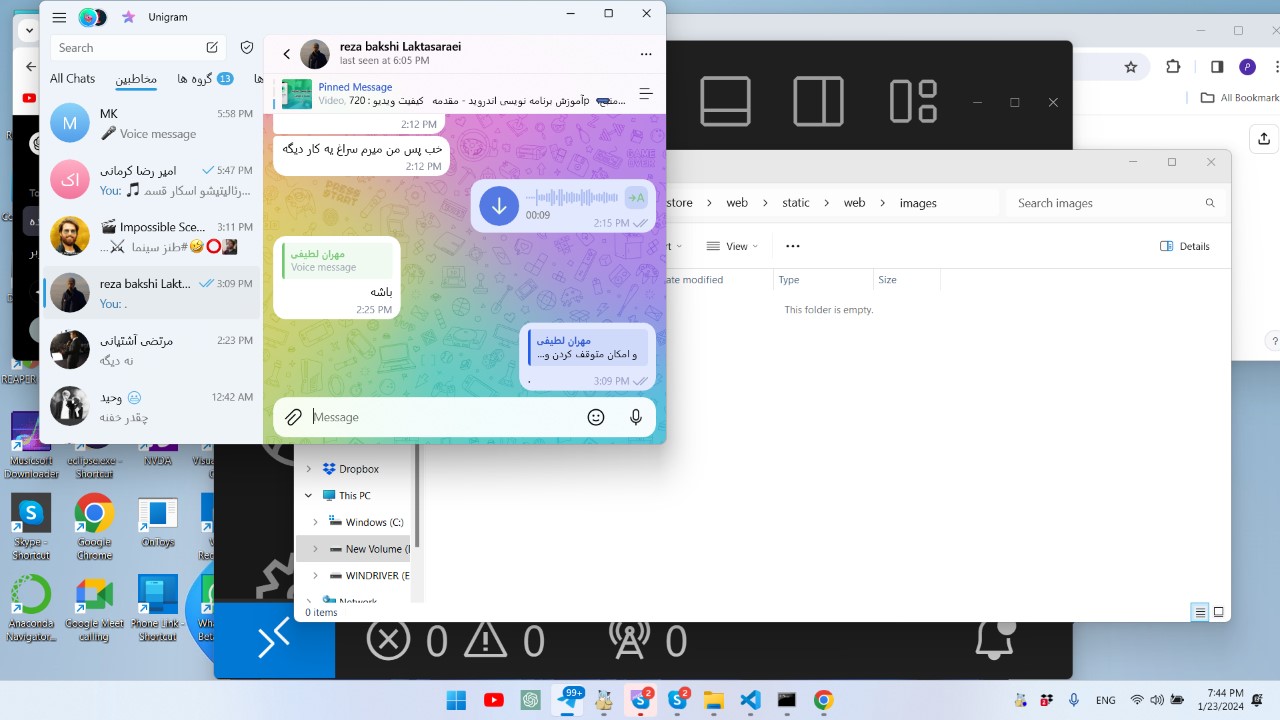 Unigram
Search
All Chats
مخاطبین
گروه ها
13
MK
5:58 PM
🎤 Voice message
امیر رضا کرمانی
5:47 PM
You: 🎵 رنالیتیشو اسکار قسمـ...
Impossible Sce...
3:11 PM
#طنز سینما
reza bakshi Lakt...
3:09 PM
You: .
مرتضی آشتیانی
2:23 PM
نه دیگه
وحید
12:42 AM
چقدر خفنه
reza bakshi Laktasaraei
last seen at 6:05 PM
Pinned Message
Video, 720 : آموزش برنامه نویسی اندروید - مقدمه کیفیت ویدیو
2:12 PM
خب پس من میرم سراغ یه کار دیگه
2:12 PM
00:09
→A
2:15 PM
مهران لطیفی
Voice message
باشه
2:25 PM
مهران لطیفی
و امکان متوقف کردن و...
.
3:09 PM
Message
All Bookmark
store > web > static > web > images
Search images
View
Details
ate modified
Type
Size
This folder is empty.
Dropbox
This PC
Windows (C:)
New Volume (
WINDRIVER (E
Network
0 items
REAPER
Musicsoft Downloader
eclipse.exe - Shortcut
NVDA
Skype - Shortcut
Google Chrome
OnToys
Anaconda Navigator...
Google Meet calling
Phone Link - Shortcut
0
0
0
99+
2
2
ENG
7:44 PM
1/23/2024